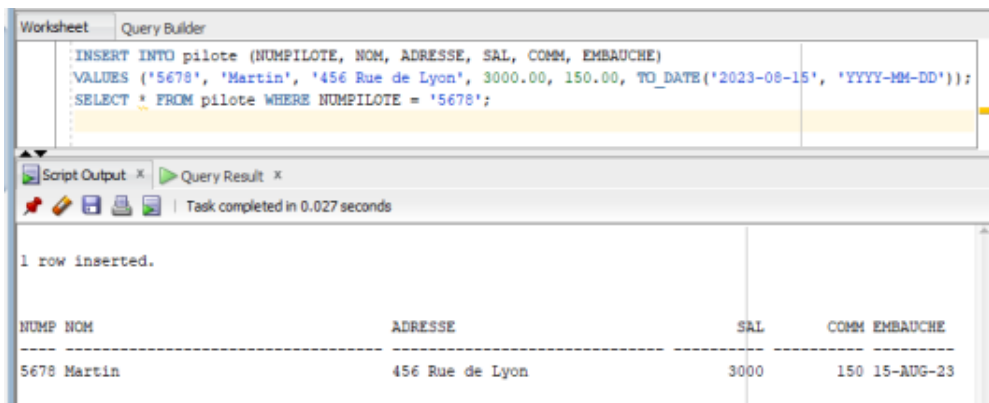 Worksheet Query Builder
INSERT INTO pilote (NUMPILOTE, NOM, ADRESSE, SAL, COMM, EMBAUCHE)
VALUES ('5678', 'Martin', '456 Rue de Lyon', 3000.00, 150.00, TO_DATE('2023-08-15', 'YYYY-MM-DD'));
SELECT * FROM pilote WHERE NUMPILOTE = '5678';
Script Output x Query Result x
Task completed in 0.027 seconds
1 row inserted.
NUMP NOM ADRESSE SAL COMM EMBAUCHE
---- ----------------------------------- ------------------------------ ---------- ---------- ---------
5678 Martin 456 Rue de Lyon 3000 150 15-AUG-23